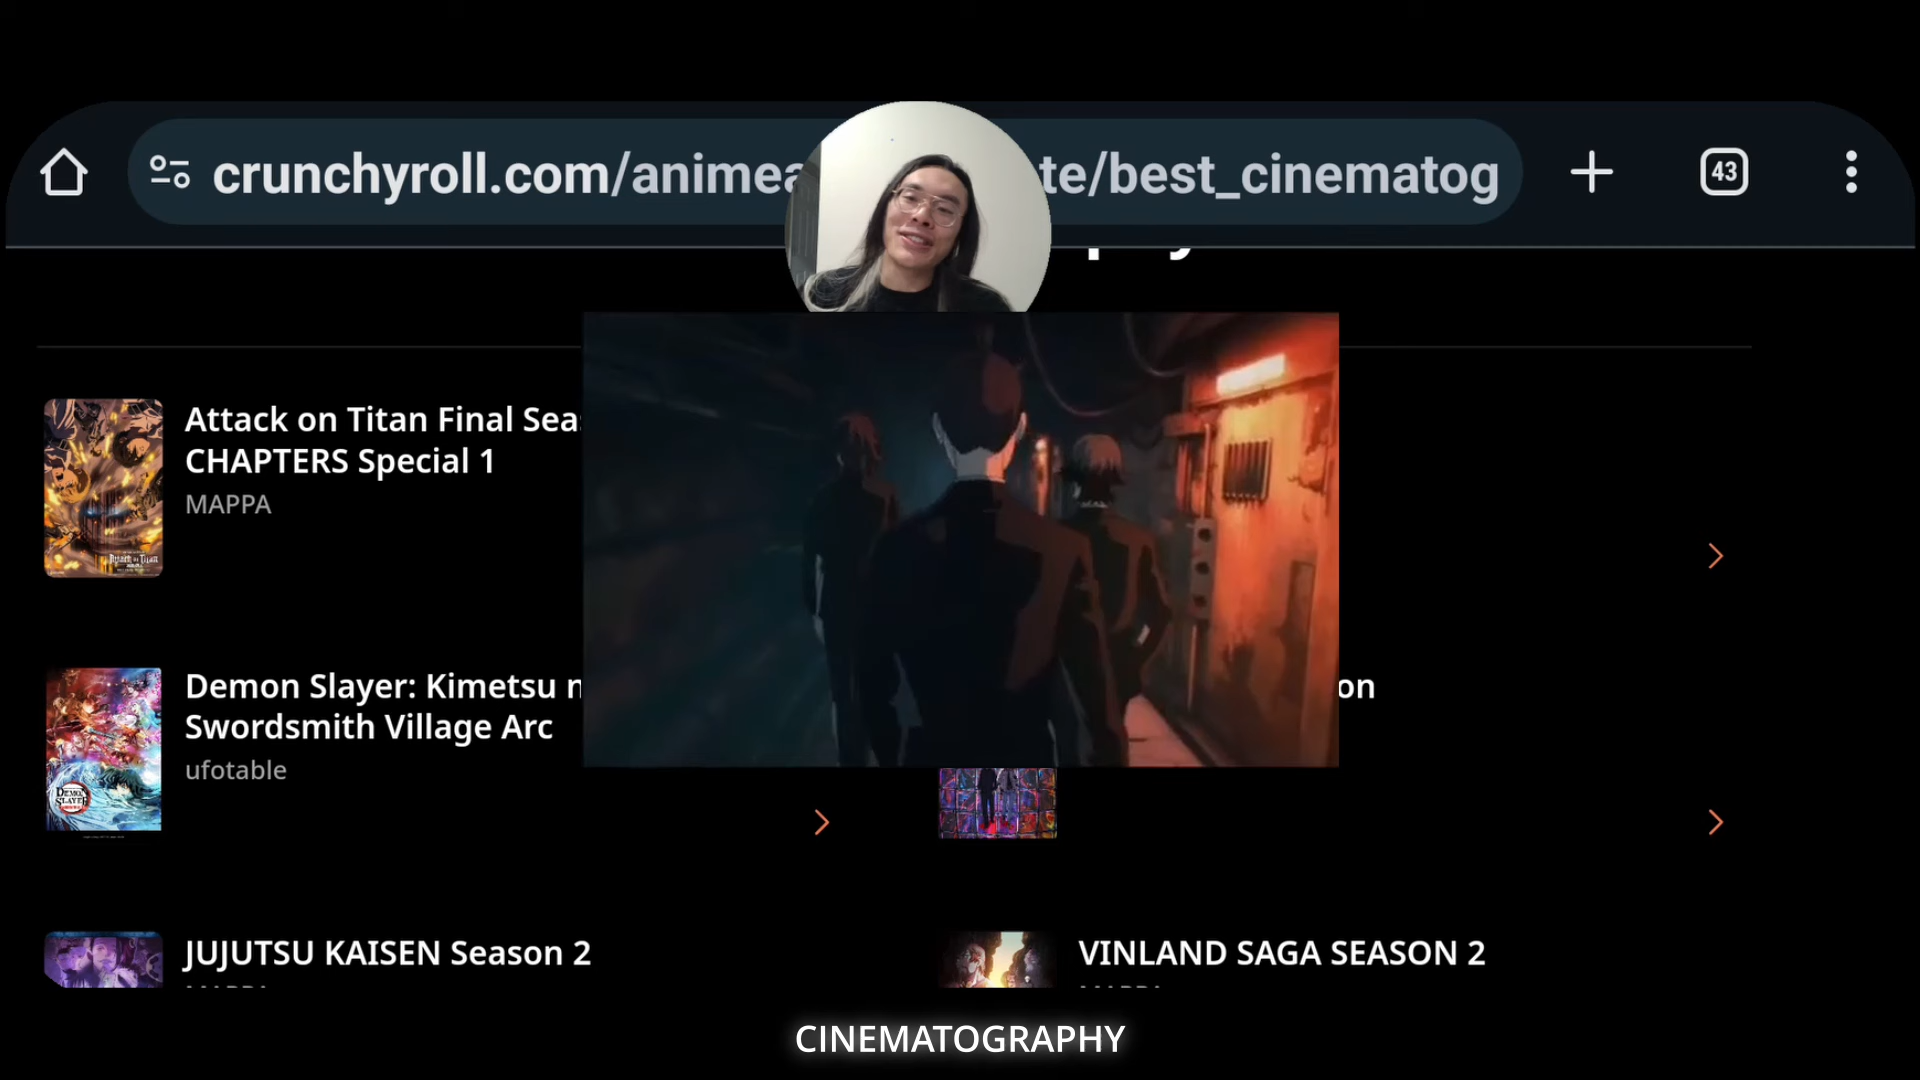 crunchyroll.com/animea te/best_cinematog
43
Attack on Titan Final Sea
CHAPTERS Special 1
MAPPA
Demon Slayer: Kimetsu n
Swordsmith Village Arc
ufotable
on
JUJUTSU KAISEN Season 2
VINLAND SAGA SEASON 2
CINEMATOGRAPHY